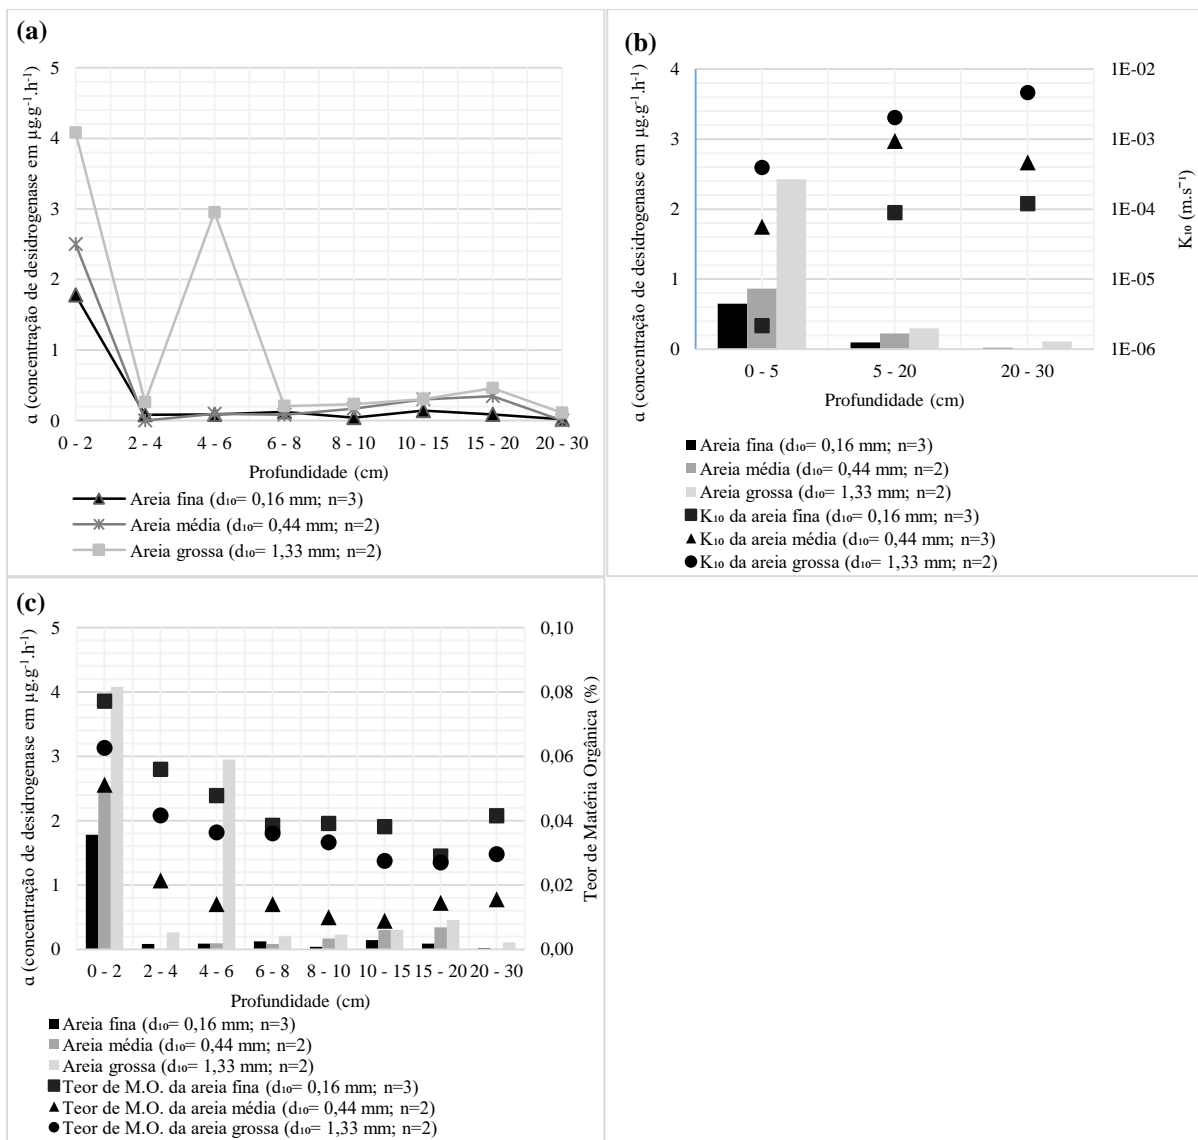 (a)
α (concentração de desidrogenase em µg.g⁻¹.h⁻¹)
5
4
3
2
1
0
0 - 2 2 - 4 4 - 6 6 - 8 8 - 10 10 - 15 15 - 20 20 - 30
Profundidade (cm)
Areia fina (d₁₀= 0,16 mm; n=3)
Areia média (d₁₀= 0,44 mm; n=2)
Areia grossa (d₁₀= 1,33 mm; n=2)
(b)
α (concentração de desidrogenase em µg.g⁻¹.h⁻¹)
4
3
2
1
0
1E-02
1E-03
1E-04
1E-05
1E-06
K₁₀ (m.s⁻¹)
0 - 5 5 - 20 20 - 30
Profundidade (cm)
Areia fina (d₁₀= 0,16 mm; n=3)
Areia média (d₁₀= 0,44 mm; n=2)
Areia grossa (d₁₀= 1,33 mm; n=2)
K₁₀ da areia fina (d₁₀= 0,16 mm; n=3)
K₁₀ da areia média (d₁₀= 0,44 mm; n=3)
K₁₀ da areia grossa (d₁₀= 1,33 mm; n=2)
(c)
α (concentração de desidrogenase em µg.g⁻¹.h⁻¹)
5
4
3
2
1
0
0,10
0,08
0,06
0,04
0,02
0,00
Teor de Matéria Orgânica (%)
0 - 2 2 - 4 4 - 6 6 - 8 8 - 10 10 - 15 15 - 20 20 - 30
Profundidade (cm)
Areia fina (d₁₀= 0,16 mm; n=3)
Areia média (d₁₀= 0,44 mm; n=2)
Areia grossa (d₁₀= 1,33 mm; n=2)
Teor de M.O. da areia fina (d₁₀= 0,16 mm; n=3)
Teor de M.O. da areia média (d₁₀= 0,44 mm; n=2)
Teor de M.O. da areia grossa (d₁₀= 1,33 mm; n=2)